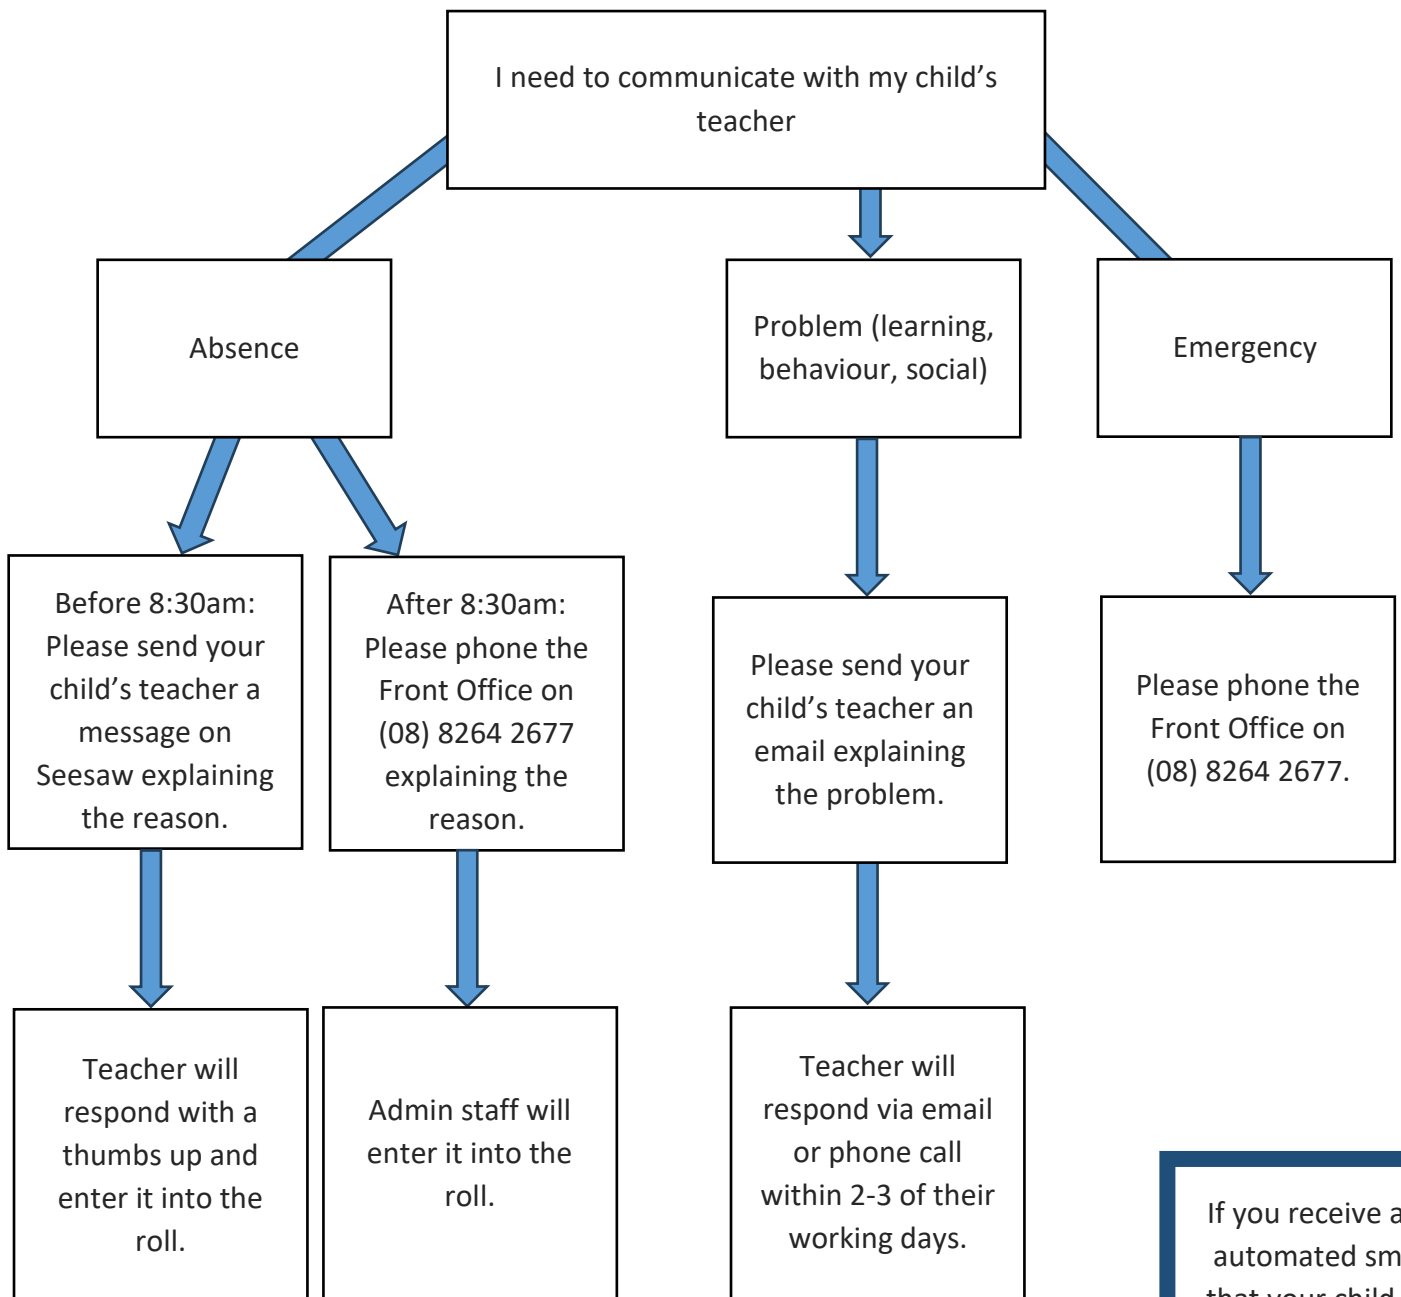 I need to communicate with my child’s
teacher
Absence
Problem (learning,
behaviour, social)
Emergency
Before 8:30am:
Please send your
child’s teacher a
message on
Seesaw explaining
the reason.
After 8:30am:
Please phone the
Front Office on
(08) 8264 2677
explaining the
reason.
Please send your
child’s teacher an
email explaining
the problem.
Please phone the
Front Office on
(08) 8264 2677.
Teacher will
respond with a
thumbs up and
enter it into the
roll.
Admin staff will
enter it into the
roll.
Teacher will
respond via email
or phone call
within 2-3 of their
working days.
If you receive a
automated sm
that your child